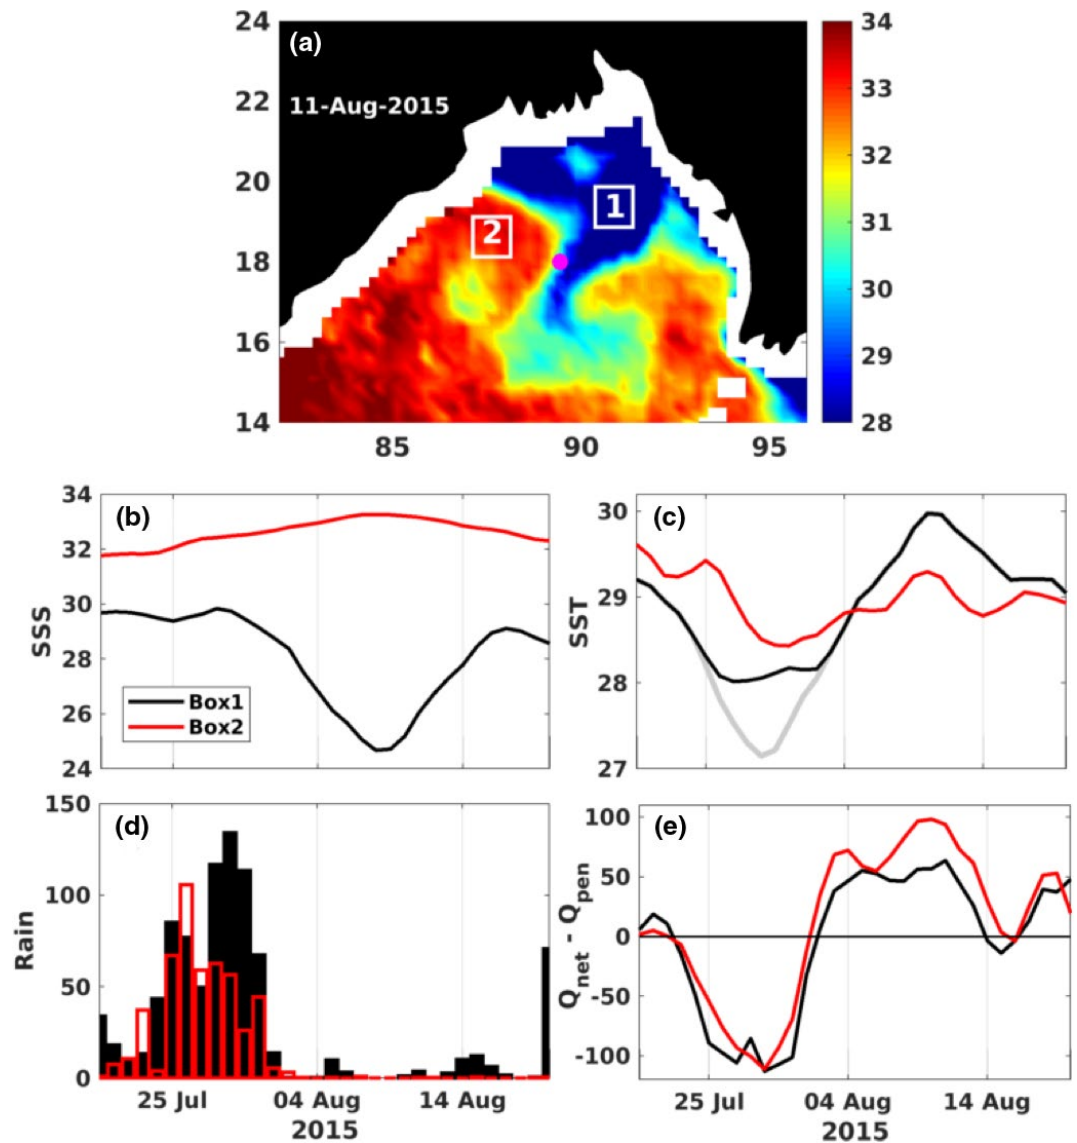 (a)
11-Aug-2015
24
22
20
18
16
14
1
2
85 90 95
34
33
32
31
30
29
28
(b)
SSS
34
32
30
28
26
24
Box1
Box2
(c)
SST
30
29
28
27
(d)
Rain
150
100
50
0
25 Jul 04 Aug 14 Aug
2015
(e)
Qnet - Qpen
100
50
0
-50
-100
25 Jul 04 Aug 14 Aug
2015